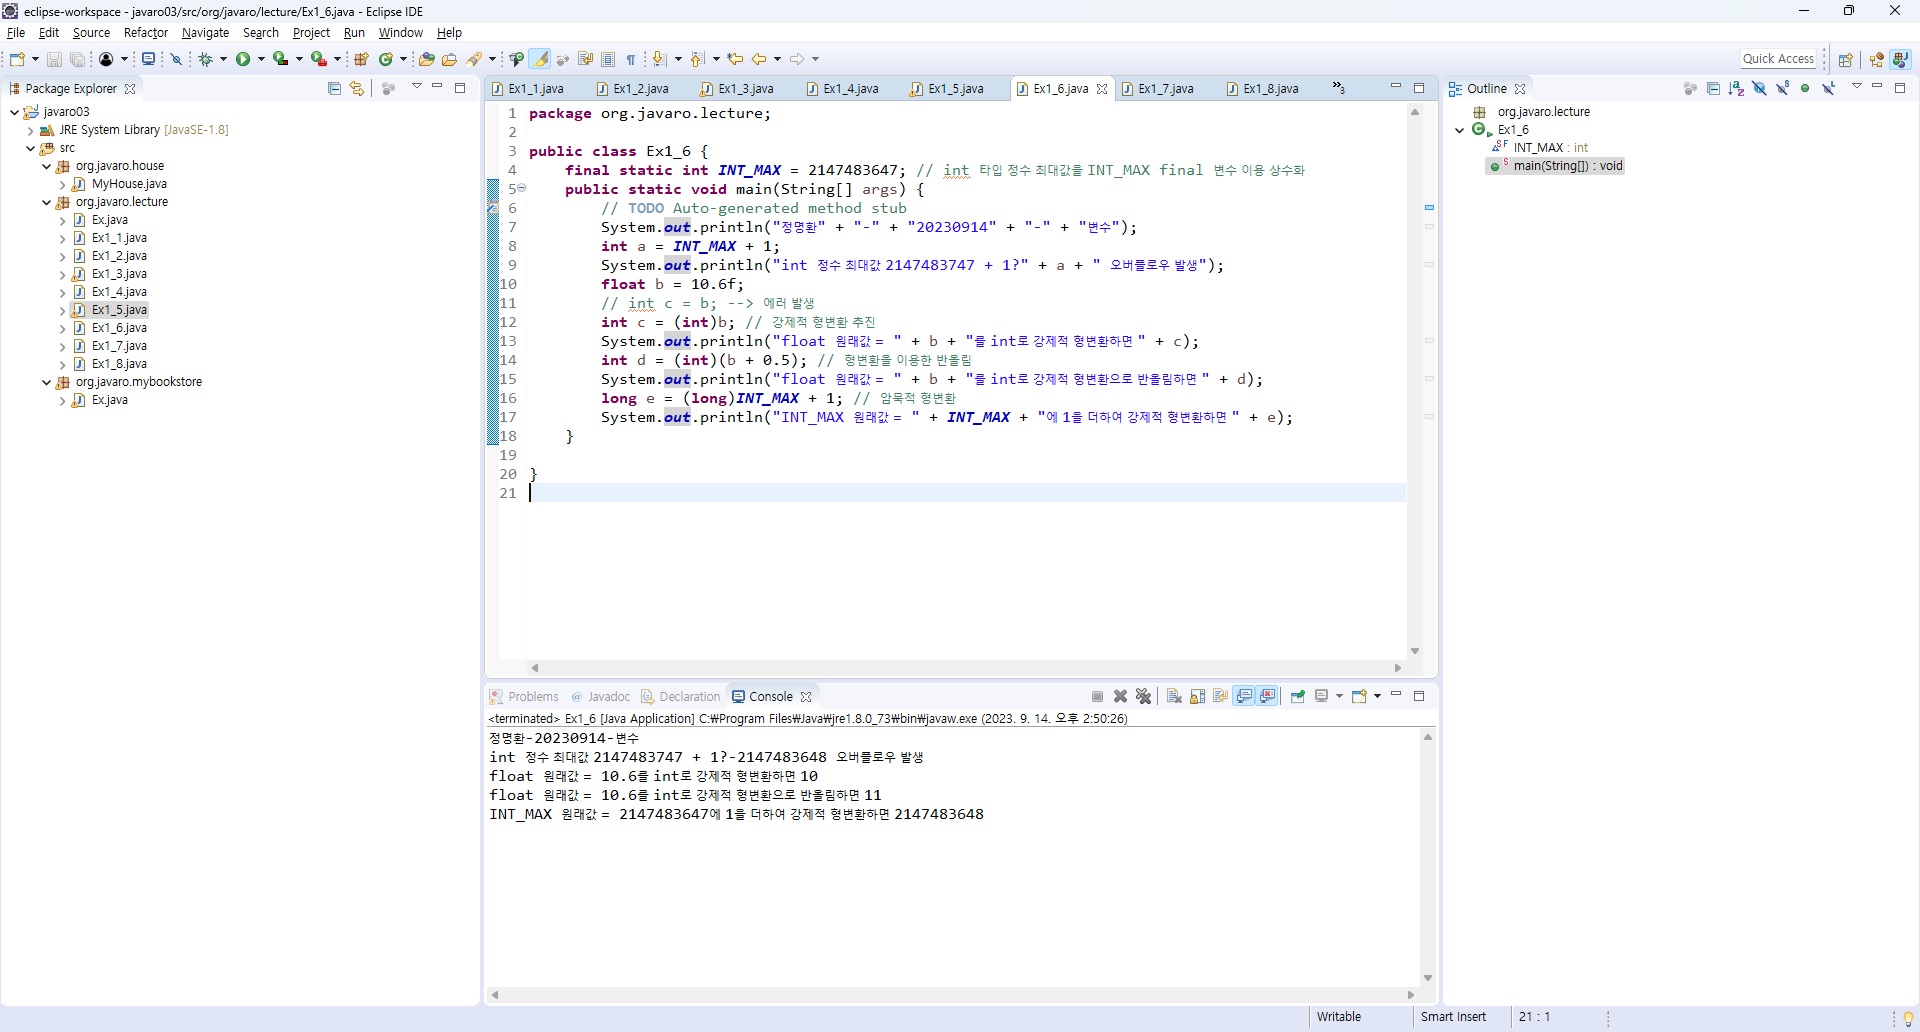 eclipse-workspace - javaro03/src/org/javaro/lecture/Ex1_6.java - Eclipse IDE
File Edit Source Refactor Navigate Search Project Run Window Help
Quick Access
Package Explorer
javaro03
JRE System Library [JavaSE-1.8]
src
org.javaro.house
MyHouse.java
org.javaro.lecture
Ex.java
Ex1_1.java
Ex1_2.java
Ex1_3.java
Ex1_4.java
Ex1_5.java
Ex1_6.java
Ex1_7.java
Ex1_8.java
org.javaro.mybookstore
Ex.java
Ex1_1.java Ex1_2.java Ex1_3.java Ex1_4.java Ex1_5.java Ex1_6.java Ex1_7.java Ex1_8.java »3
1 package org.javaro.lecture;
2
3 public class Ex1_6 {
4 final static int INT_MAX = 2147483647; // int 타입 정수 최대값을 INT_MAX final 변수 이용 상수화
5 public static void main(String[] args) {
6 // TODO Auto-generated method stub
7 System.out.println("정명환" + "-" + "20230914" + "-" + "변수");
8 int a = INT_MAX + 1;
9 System.out.println("int 정수 최대값 2147483747 + 1?" + a + " 오버플로우 발생");
10 float b = 10.6f;
11 // int c = b; --> 에러 발생
12 int c = (int)b; // 강제적 형변환 추진
13 System.out.println("float 원래값 = " + b + "를 int로 강제적 형변환하면 " + c);
14 int d = (int)(b + 0.5); // 형변환을 이용한 반올림
15 System.out.println("float 원래값 = " + b + "를 int로 강제적 형변환으로 반올림하면 " + d);
16 long e = (long)INT_MAX + 1; // 암묵적 형변환
17 System.out.println("INT_MAX 원래값 = " + INT_MAX + "에 1을 더하여 강제적 형변환하면 " + e);
18 }
19
20 }
21
Outline
org.javaro.lecture
Ex1_6
INT_MAX : int
main(String[]) : void
Problems @ Javadoc Declaration Console
<terminated> Ex1_6 [Java Application] C:₩Program Files₩Java₩jre1.8.0_73₩bin₩javaw.exe (2023. 9. 14. 오후 2:50:26)
정명환-20230914-변수
int 정수 최대값 2147483747 + 1?-2147483648 오버플로우 발생
float 원래값 = 10.6를 int로 강제적 형변환하면 10
float 원래값 = 10.6를 int로 강제적 형변환으로 반올림하면 11
INT_MAX 원래값 = 2147483647에 1을 더하여 강제적 형변환하면 2147483648
Writable Smart Insert 21 : 1